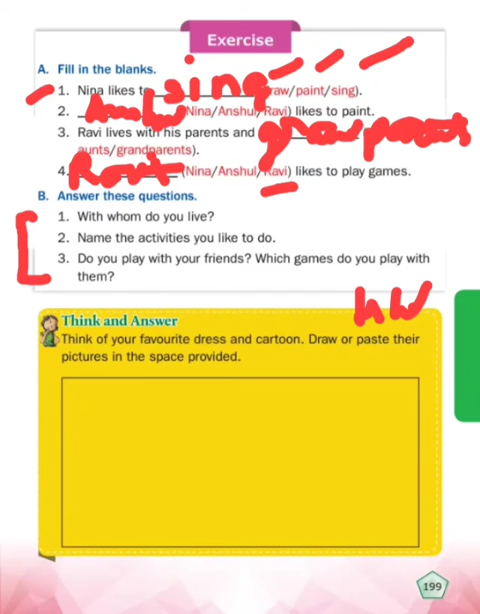 Exercise
A. Fill in the blanks.
1. Nina likes to sing raw/paint/sing).
2. Anshul (Nina/Anshul/Ravi) likes to paint.
3. Ravi lives with his parents and
aunts/grandparents).
4. (Nina/Anshul/Ravi) likes to play games.
B. Answer these questions.
1. With whom do you live?
2. Name the activities you like to do.
3. Do you play with your friends? Which games do you play with
them?
hw
Think and Answer
Think of your favourite dress and cartoon. Draw or paste their
pictures in the space provided.
199